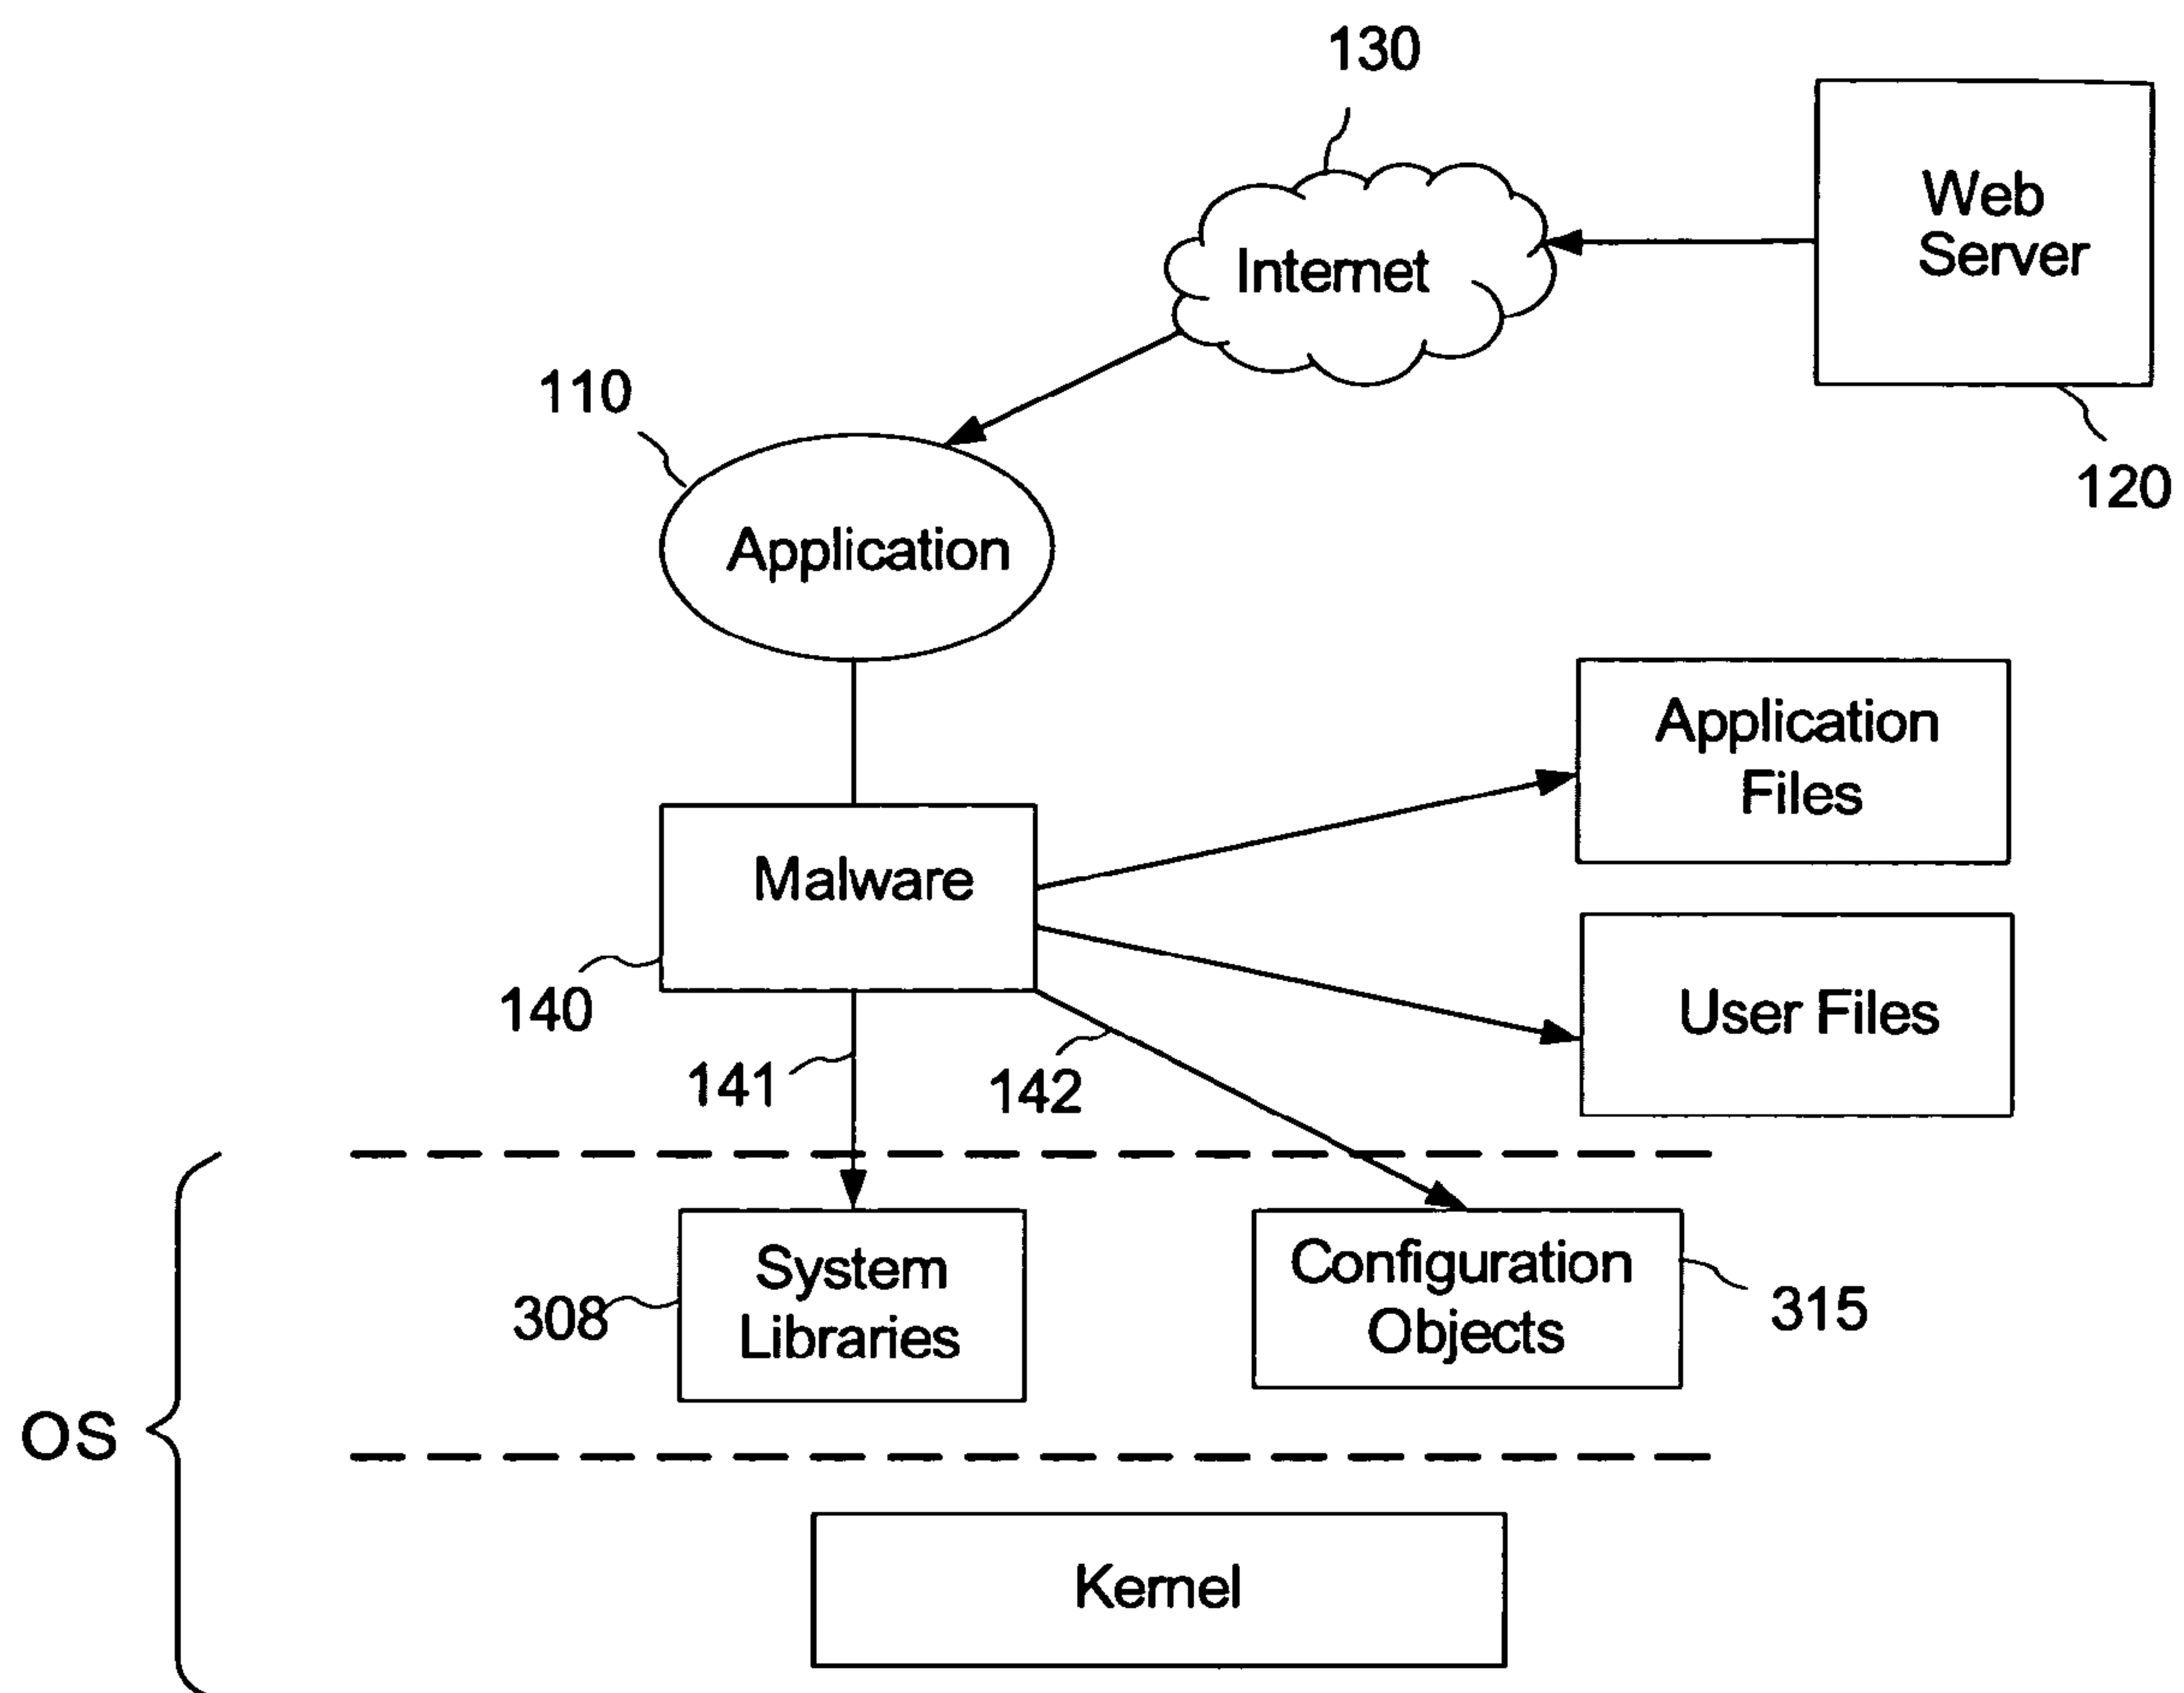 130
Web
Server
Internet
120
110
Application
Application
Files
Malware
User Files
140
141
142
System
Libraries
308
Configuration
Objects
315
OS
Kernel